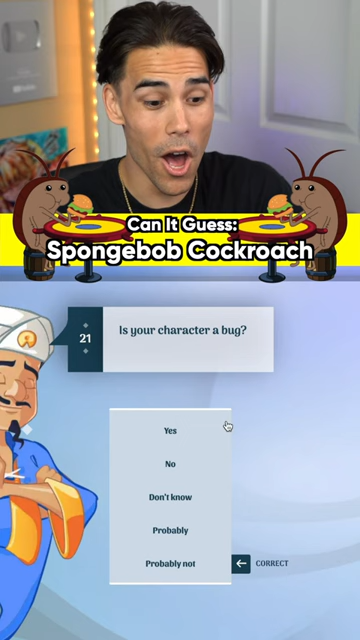 Can It Guess:
Spongebob Cockroach
21
Is your character a bug?
Yes
No
Don't know
Probably
Probably not
CORRECT